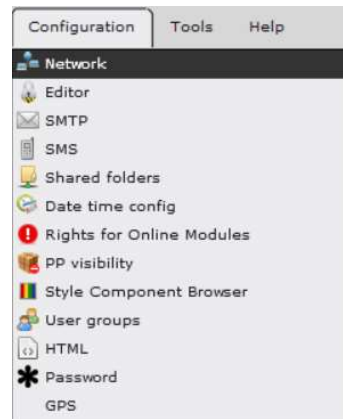 Configuration Tools Help
Network
Editor
SMTP
SMS
Shared folders
Date time config
Rights for Online Modules
PP visibility
Style Component Browser
User groups
HTML
Password
GPS